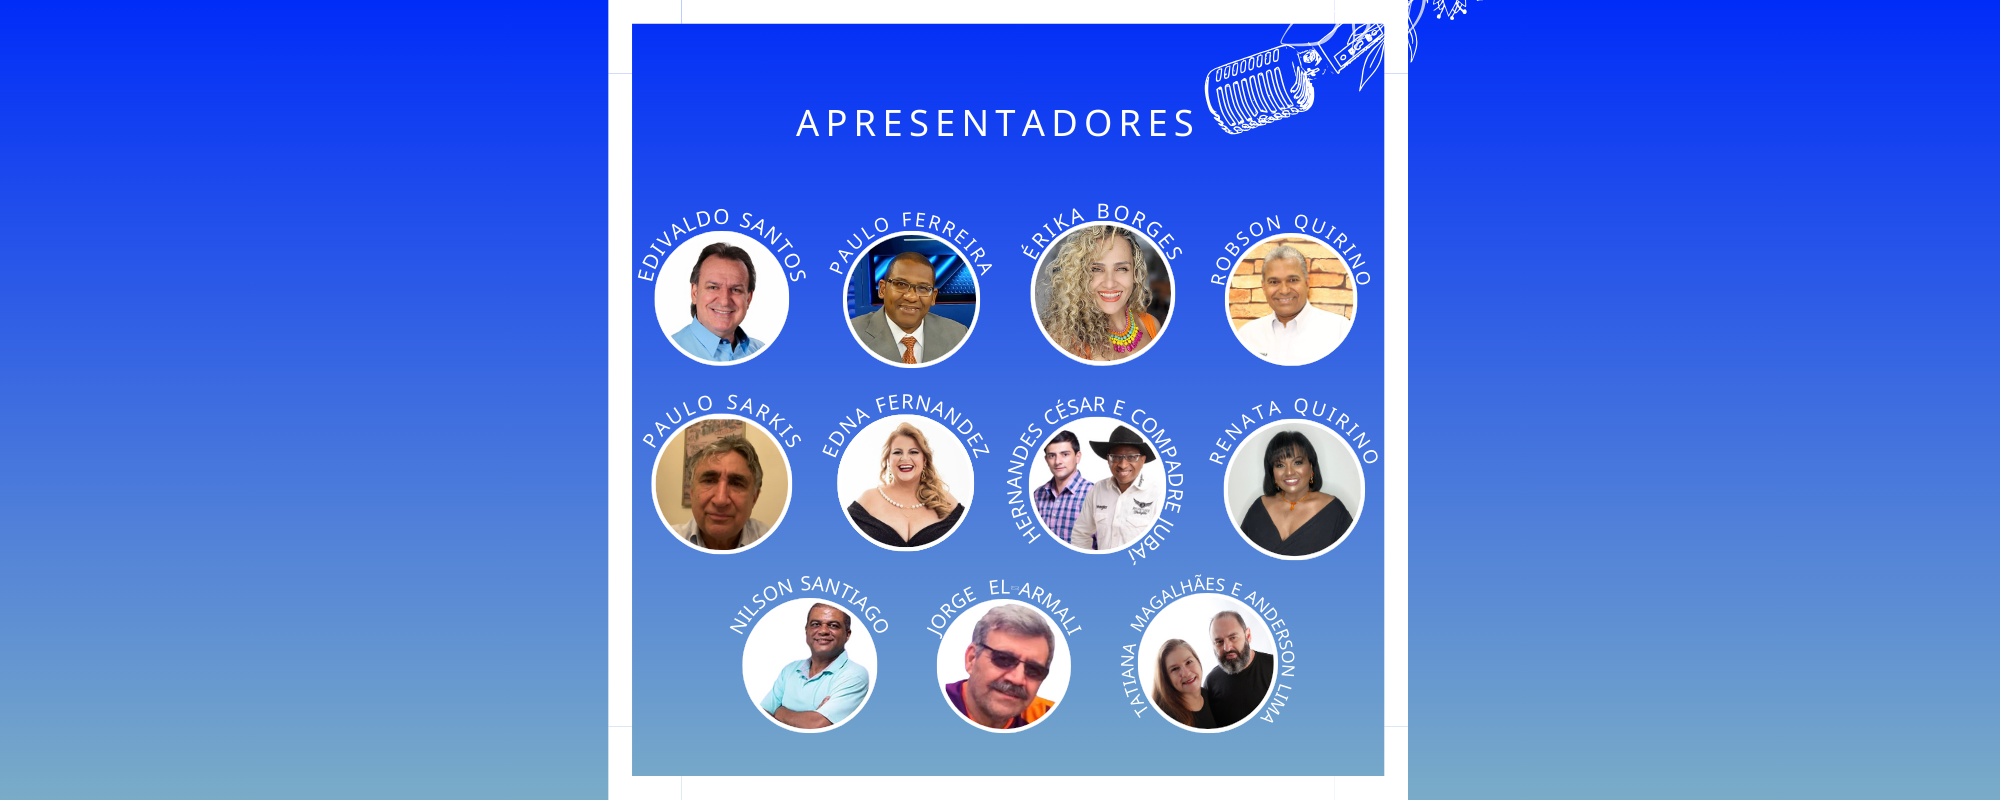 APRESENTADORES
EDIVALDO SANTOS
PAULO FERREIRA
ÉRIKA BORGES
ROBSON QUIRINO
PAULO SARKIS
EDNA FERNANDEZ
HERNANDES CÉSAR E COMPADRE JUBAÍ
RENATA QUIRINO
NILSON SANTIAGO
JORGE EL-ARMALI
TATIANA MAGALHÃES E ANDERSON LIMA